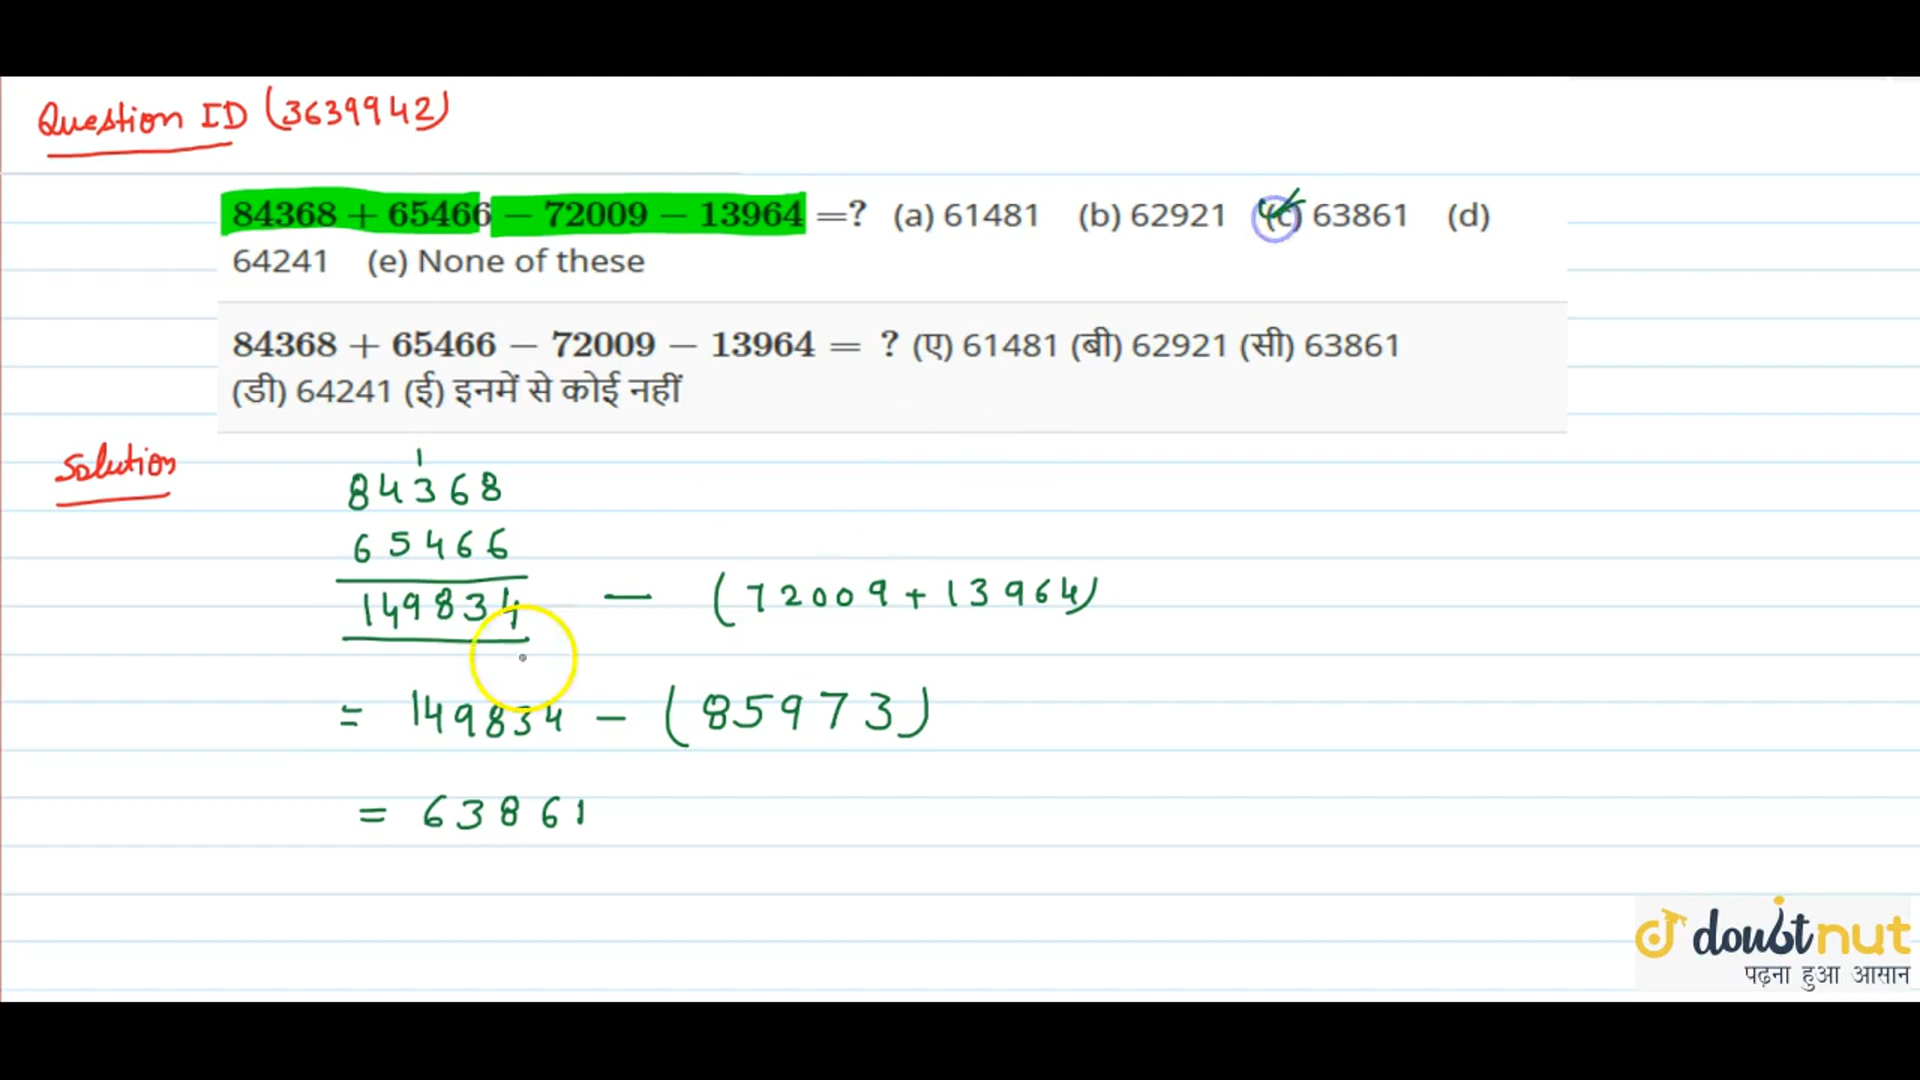 Question ID (3639942)
84368 + 65466 − 72009 − 13964 =? (a) 61481 (b) 62921 (c) 63861 (d)
64241 (e) None of these
84368 + 65466 − 72009 − 13964 = ? (ए) 61481 (बी) 62921 (सी) 63861
(डी) 64241 (ई) इनमें से कोई नहीं
Solution
1
84368
65466
149834 — (72009+13964)
= 149834 − (85973)
= 63861
doubtnut
पढ़ना हुआ आसान